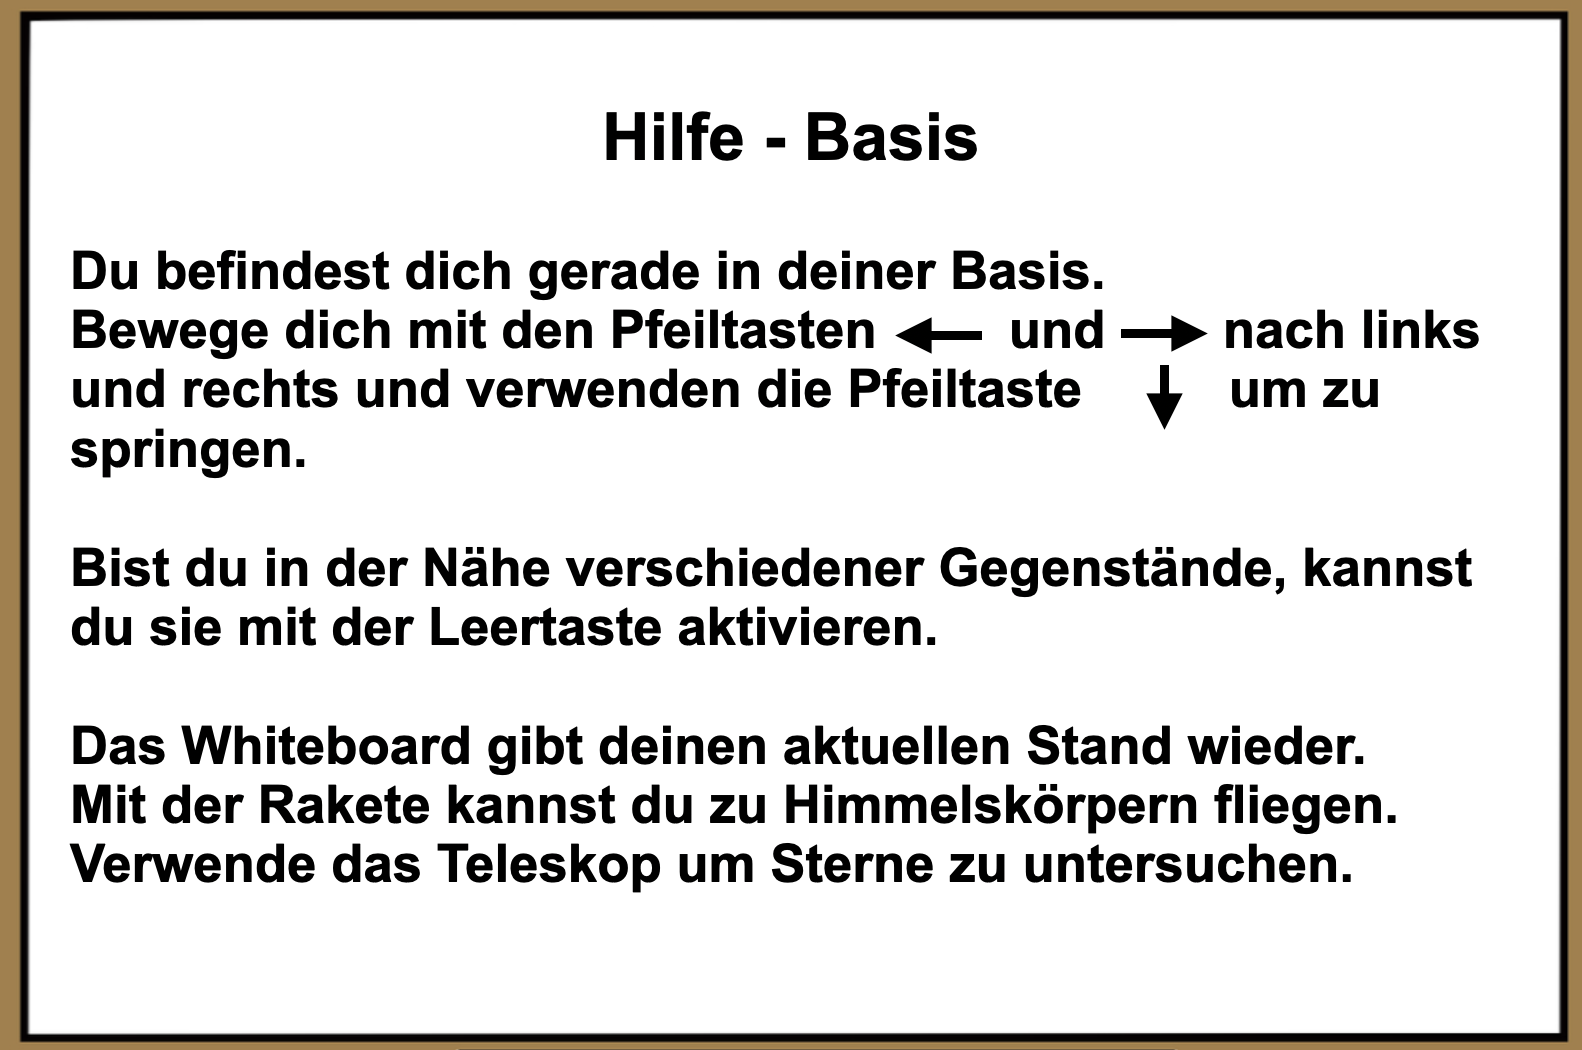 Hilfe - Basis
Du befindest dich gerade in deiner Basis.
Bewege dich mit den Pfeiltasten ← und → nach links
und rechts und verwenden die Pfeiltaste ↓ um zu
springen.
Bist du in der Nähe verschiedener Gegenstände, kannst
du sie mit der Leertaste aktivieren.
Das Whiteboard gibt deinen aktuellen Stand wieder.
Mit der Rakete kannst du zu Himmelskörpern fliegen.
Verwende das Teleskop um Sterne zu untersuchen.